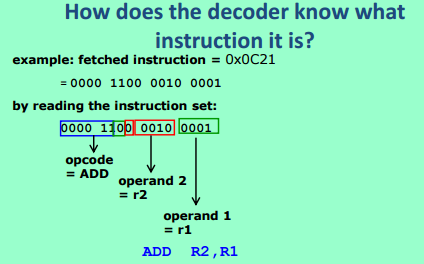 How does the decoder know what
instruction it is?
example: fetched instruction = 0x0C21
= 0000 1100 0010 0001
by reading the instruction set:
0000 1100 0010 0001
opcode
= ADD
operand 2
= r2
operand 1
= r1
ADD R2,R1